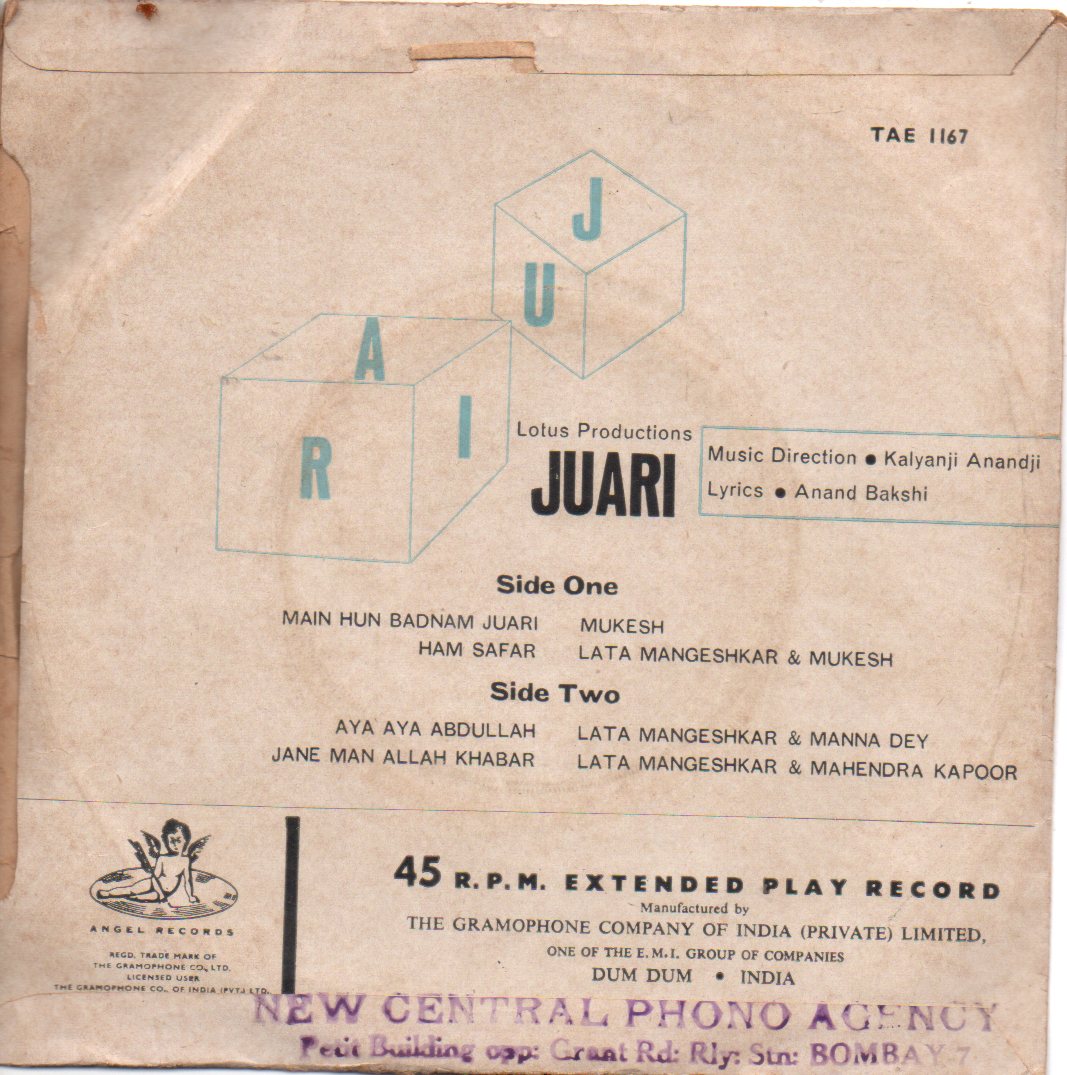 TAE 1167
J
U
A
R
I
Lotus Productions
JUARI
Music Direction ● Kalyanji Anandji
Lyrics ● Anand Bakshi
Side One
MAIN HUN BADNAM JUARI MUKESH
HAM SAFAR LATA MANGESHKAR & MUKESH
Side Two
AYA AYA ABDULLAH LATA MANGESHKAR & MANNA DEY
JANE MAN ALLAH KHABAR LATA MANGESHKAR & MAHENDRA KAPOOR
ANGEL RECORDS
REGD. TRADE MARK OF
THE GRAMOPHONE CO., LTD.
LICENSED USER
THE GRAMOPHONE CO., OF INDIA (PVT.) LTD.
45 R.P.M. EXTENDED PLAY RECORD
Manufactured by
THE GRAMOPHONE COMPANY OF INDIA (PRIVATE) LIMITED,
ONE OF THE E.M.I. GROUP OF COMPANIES
DUM DUM • INDIA
NEW CENTRAL PHONO AGENCY
Petit Building opp: Grant Rd: Rly: Stn: BOMBAY 7